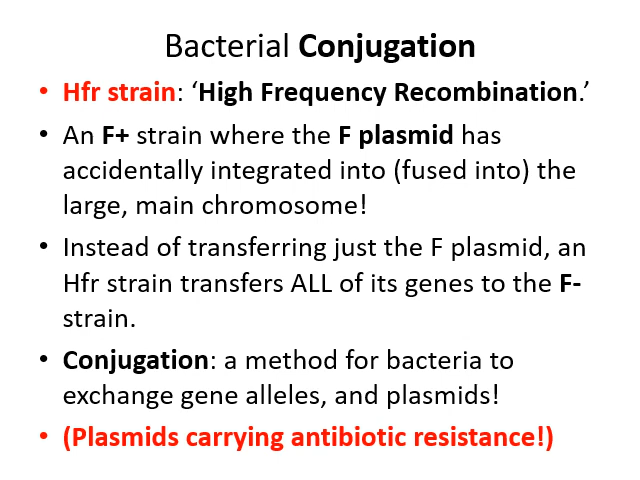 Bacterial Conjugation
• Hfr strain: ‘High Frequency Recombination.’
• An F+ strain where the F plasmid has
accidentally integrated into (fused into) the
large, main chromosome!
• Instead of transferring just the F plasmid, an
Hfr strain transfers ALL of its genes to the F-
strain.
• Conjugation: a method for bacteria to
exchange gene alleles, and plasmids!
• (Plasmids carrying antibiotic resistance!)